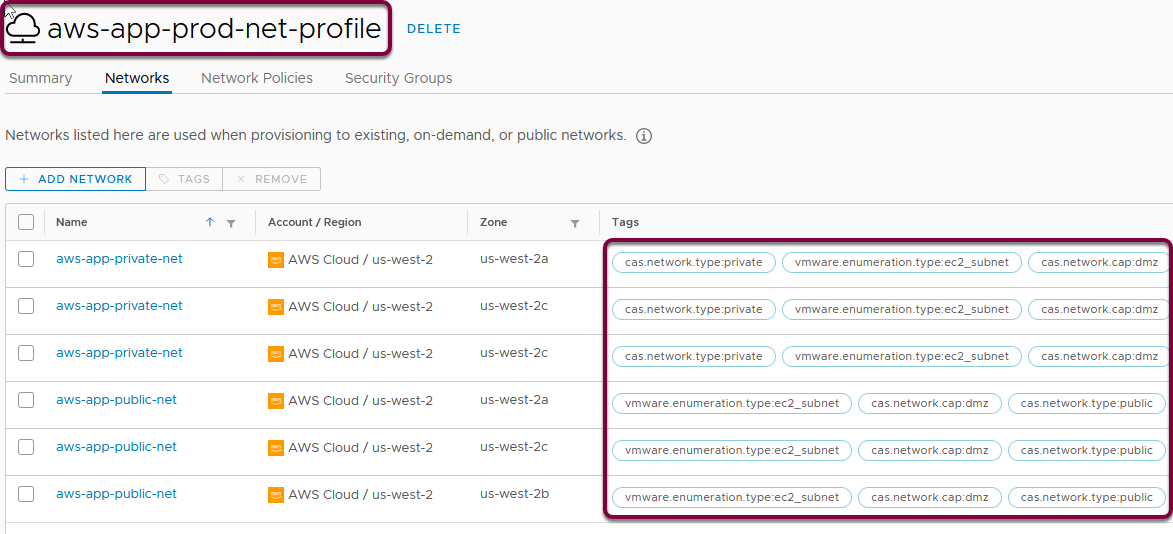 aws-app-prod-net-profile DELETE
Summary Networks Network Policies Security Groups
Networks listed here are used when provisioning to existing, on-demand, or public networks.
+ ADD NETWORK TAGS × REMOVE
Name Account / Region Zone Tags
aws-app-private-net aws AWS Cloud / us-west-2 us-west-2a cas.network.type:private vmware.enumeration.type:ec2_subnet cas.network.cap:dmz
aws-app-private-net aws AWS Cloud / us-west-2 us-west-2c cas.network.type:private vmware.enumeration.type:ec2_subnet cas.network.cap:dmz
aws-app-private-net aws AWS Cloud / us-west-2 us-west-2c cas.network.type:private vmware.enumeration.type:ec2_subnet cas.network.cap:dmz
aws-app-public-net aws AWS Cloud / us-west-2 us-west-2a vmware.enumeration.type:ec2_subnet cas.network.cap:dmz cas.network.type:public
aws-app-public-net aws AWS Cloud / us-west-2 us-west-2c vmware.enumeration.type:ec2_subnet cas.network.cap:dmz cas.network.type:public
aws-app-public-net aws AWS Cloud / us-west-2 us-west-2b vmware.enumeration.type:ec2_subnet cas.network.cap:dmz cas.network.type:public